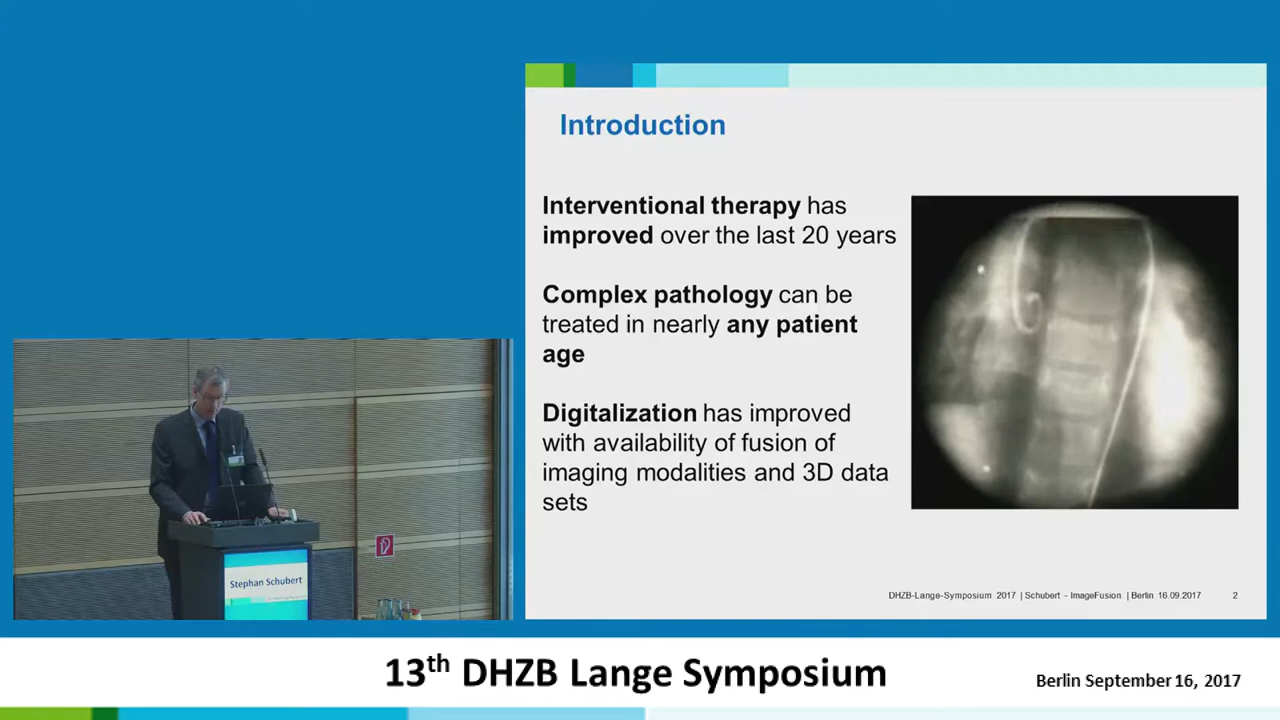 Introduction
Interventional therapy has
improved over the last 20 years
Complex pathology can be
treated in nearly any patient
age
Digitalization has improved
with availability of fusion of
imaging modalities and 3D data
sets
DHZB-Lange-Symposium 2017 | Schubert - ImageFusion | Berlin 16.09.2017 2
Stephan Schubert
13th DHZB Lange Symposium
Berlin September 16, 2017